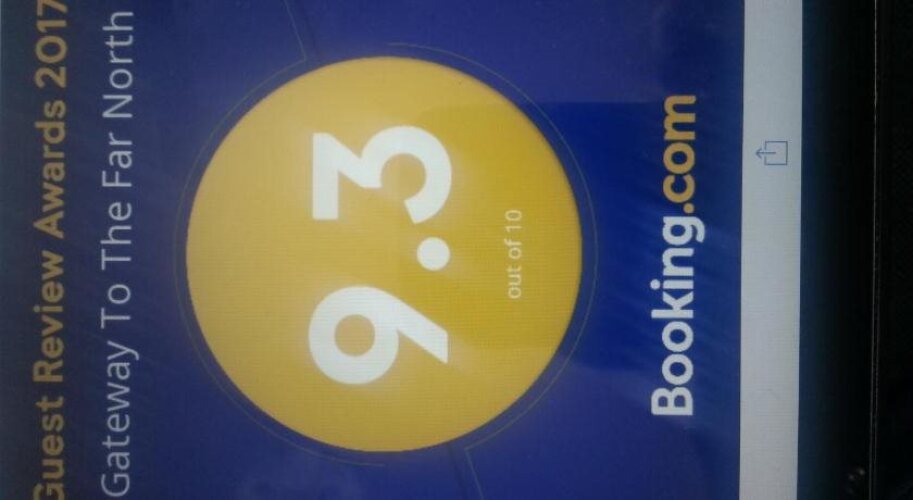 Guest Review Awards 2017
Gateway To The Far North
9.3
out of 10
Booking.com